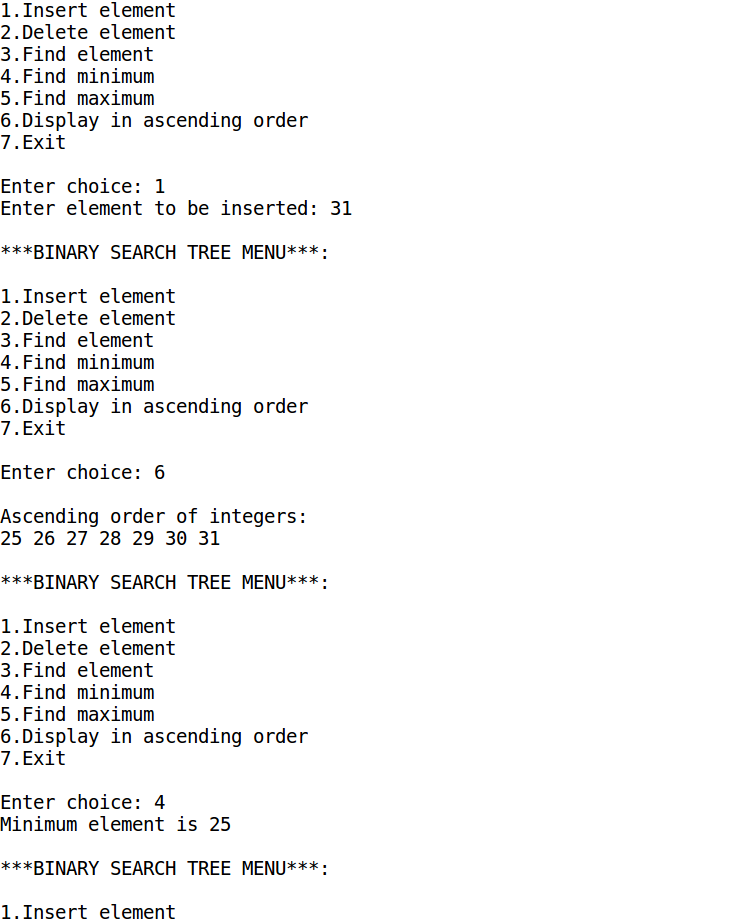 1.Insert element
2.Delete element
3.Find element
4.Find minimum
5.Find maximum
6.Display in ascending order
7.Exit

Enter choice: 1
Enter element to be inserted: 31

***BINARY SEARCH TREE MENU***:

1.Insert element
2.Delete element
3.Find element
4.Find minimum
5.Find maximum
6.Display in ascending order
7.Exit

Enter choice: 6

Ascending order of integers:
25 26 27 28 29 30 31

***BINARY SEARCH TREE MENU***:

1.Insert element
2.Delete element
3.Find element
4.Find minimum
5.Find maximum
6.Display in ascending order
7.Exit

Enter choice: 4
Minimum element is 25

***BINARY SEARCH TREE MENU***:

1.Insert element